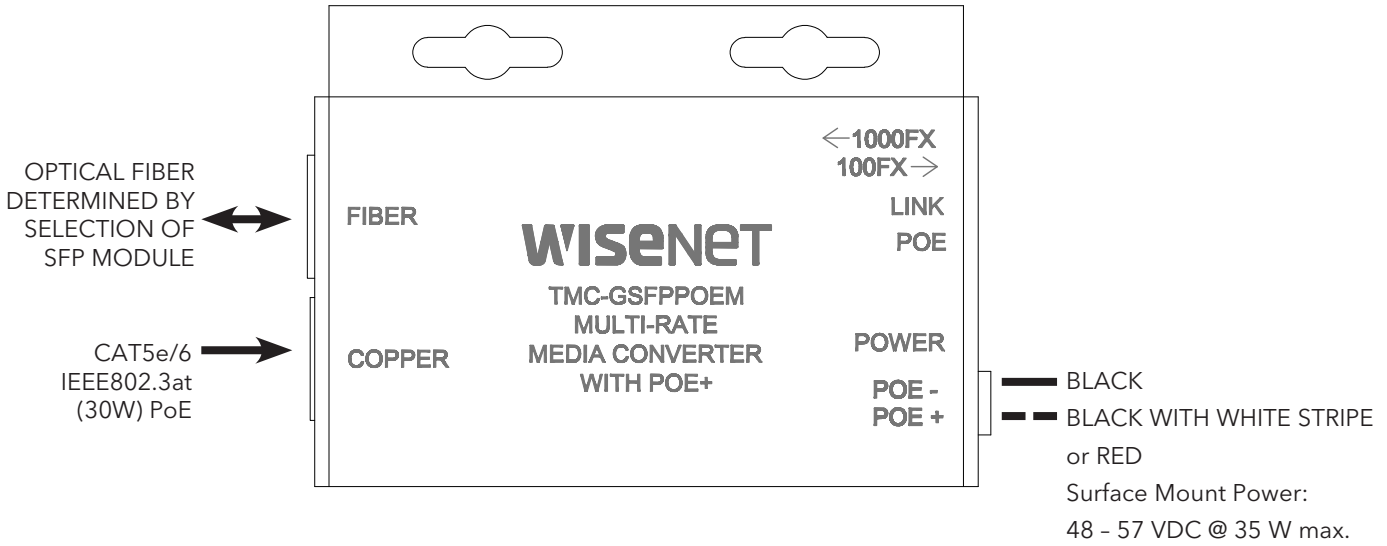 OPTICAL FIBER
DETERMINED BY
SELECTION OF
SFP MODULE
CAT5e/6
IEEE802.3at
(30W) PoE
FIBER
COPPER
WISENET
TMC-GSFPPOEM
MULTI-RATE
MEDIA CONVERTER
WITH POE+
←1000FX
100FX→
LINK
POE
POWER
POE -
POE +
BLACK
BLACK WITH WHITE STRIPE
or RED
Surface Mount Power:
48 – 57 VDC @ 35 W max.